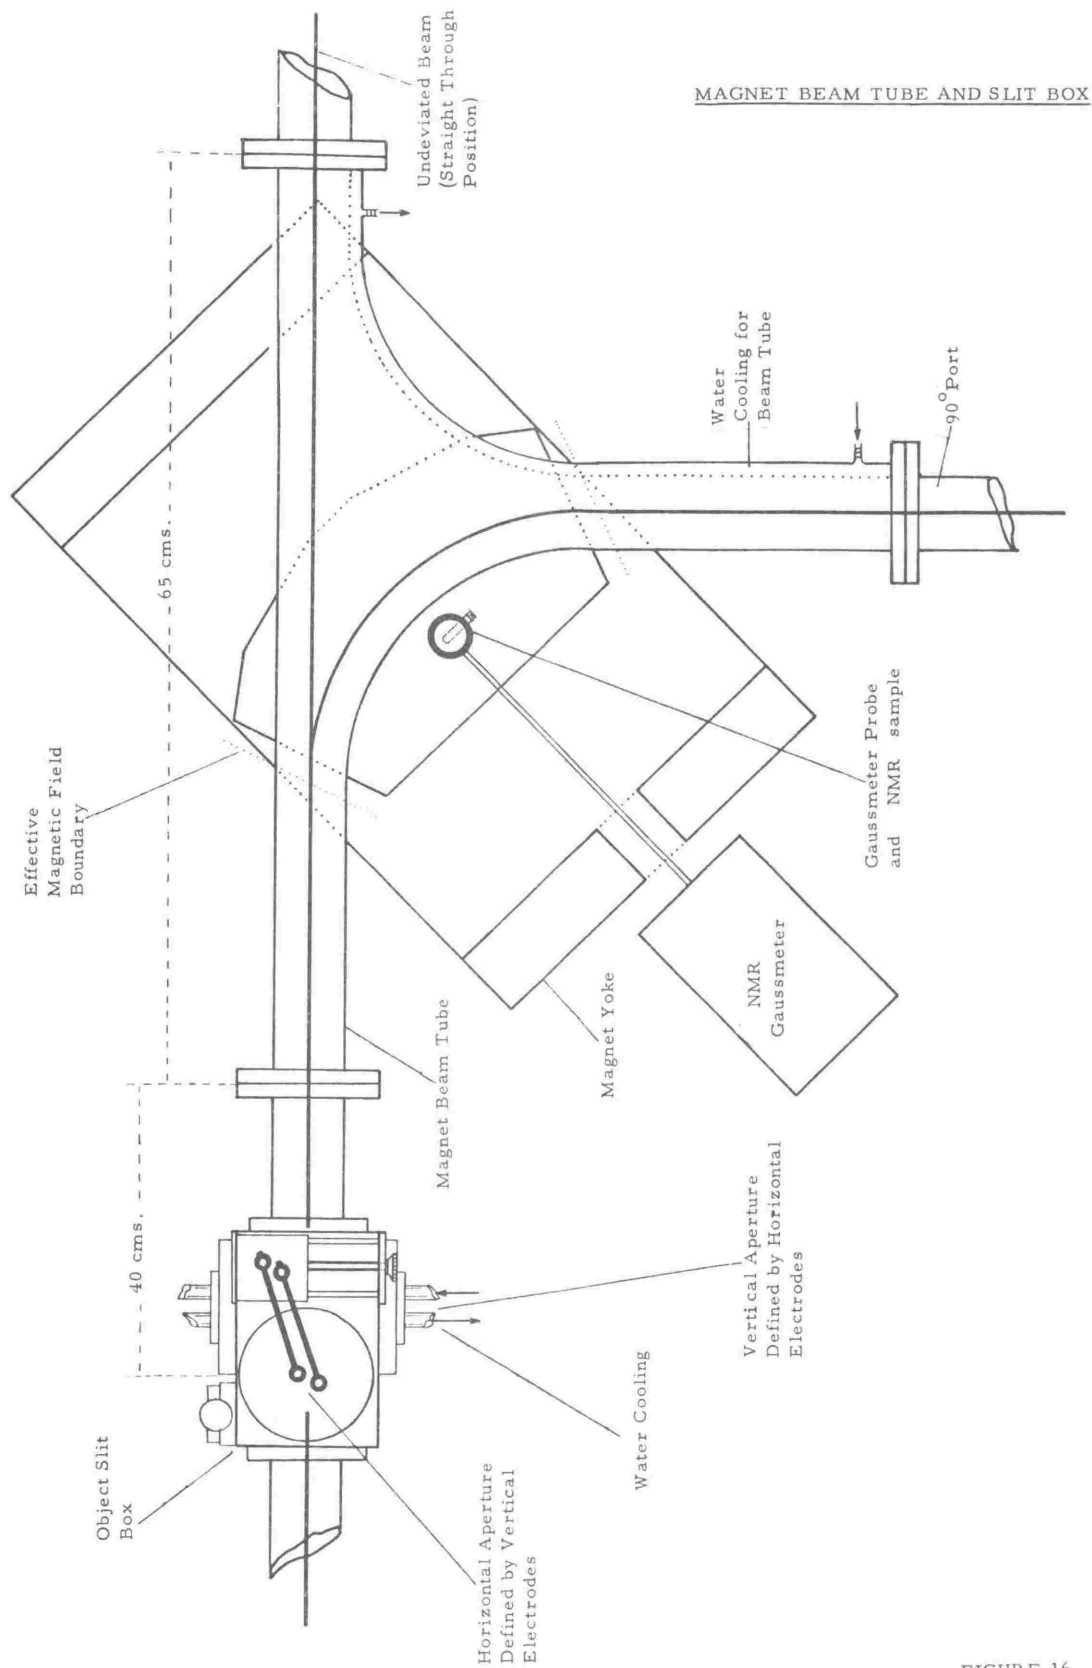 MAGNET BEAM TUBE AND SLIT BOX
Undeviated Beam
(Straight Through
Position)
65 cms.
40 cms.
Effective
Magnetic Field
Boundary
Object Slit
Box
Water
Cooling for
Beam Tube
90° Port
Gaussmeter Probe
and NMR sample
NMR
Gaussmeter
Magnet Yoke
Magnet Beam Tube
Vertical Aperture
Defined by Horizontal
Electrodes
Water Cooling
Horizontal Aperture
Defined by Vertical
Electrodes
FIGURE 16